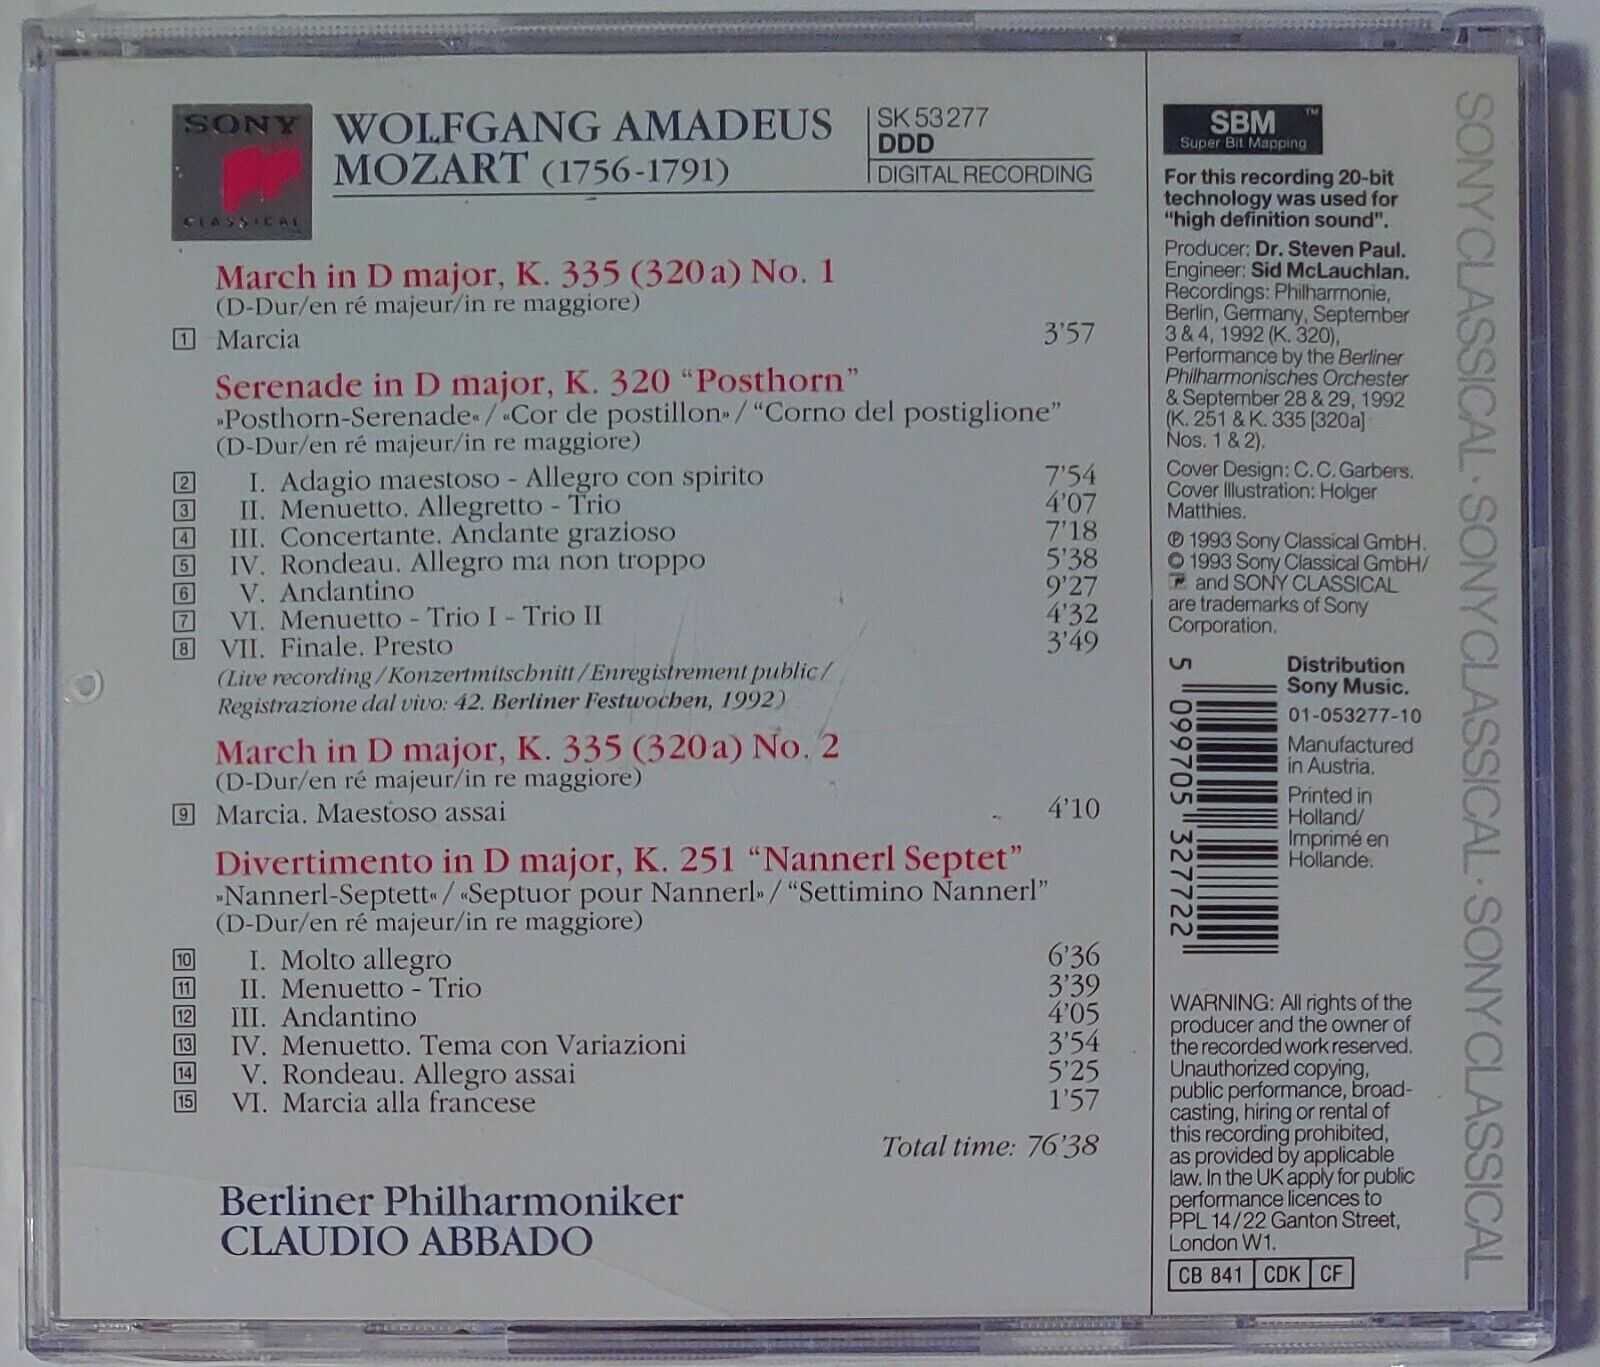 SONY
CLASSICAL
WOLFGANG AMADEUS
MOZART (1756-1791)
SK 53 277
DDD
DIGITAL RECORDING
March in D major, K. 335 (320a) No. 1
(D-Dur/en ré majeur/in re maggiore)
1 Marcia 3'57
Serenade in D major, K. 320 “Posthorn”
»Posthorn-Serenade« / «Cor de postillon» / “Corno del postiglione”
(D-Dur/en ré majeur/in re maggiore)
2 I. Adagio maestoso - Allegro con spirito 7'54
3 II. Menuetto. Allegretto - Trio 4'07
4 III. Concertante. Andante grazioso 7'18
5 IV. Rondeau. Allegro ma non troppo 5'38
6 V. Andantino 9'27
7 VI. Menuetto - Trio I - Trio II 4'32
8 VII. Finale. Presto 3'49
(Live recording / Konzertmitschnitt / Enregistrement public /
Registrazione dal vivo: 42. Berliner Festwochen, 1992)
March in D major, K. 335 (320a) No. 2
(D-Dur/en ré majeur/in re maggiore)
9 Marcia. Maestoso assai 4'10
Divertimento in D major, K. 251 “Nannerl Septet”
»Nannerl-Septett« / «Septuor pour Nannerl» / “Settimino Nannerl”
(D-Dur/en ré majeur/in re maggiore)
10 I. Molto allegro 6'36
11 II. Menuetto - Trio 3'39
12 III. Andantino 4'05
13 IV. Menuetto. Tema con Variazioni 3'54
14 V. Rondeau. Allegro assai 5'25
15 VI. Marcia alla francese 1'57
Total time: 76'38
Berliner Philharmoniker
CLAUDIO ABBADO
SBM™
Super Bit Mapping
For this recording 20-bit
technology was used for
“high definition sound”.
Producer: Dr. Steven Paul.
Engineer: Sid McLauchlan.
Recordings: Philharmonie,
Berlin, Germany, September
3 & 4, 1992 (K. 320),
Performance by the Berliner
Philharmonisches Orchester
& September 28 & 29, 1992
(K. 251 & K. 335 [320a]
Nos. 1 & 2).
Cover Design: C. C. Garbers.
Cover Illustration: Holger
Matthies.
℗ 1993 Sony Classical GmbH.
© 1993 Sony Classical GmbH/
and SONY CLASSICAL
are trademarks of Sony
Corporation.
5 099705 327722
Distribution
Sony Music.
01-053277-10
Manufactured
in Austria.
Printed in
Holland/
Imprimé en
Hollande.
WARNING: All rights of the
producer and the owner of
the recorded work reserved.
Unauthorized copying,
public performance, broad-
casting, hiring or rental of
this recording prohibited,
as provided by applicable
law. In the UK apply for public
performance licences to
PPL 14/22 Ganton Street,
London W1.
CB 841 CDK CF
SONY CLASSICAL · SONY CLASSICAL · SONY CLASSICAL